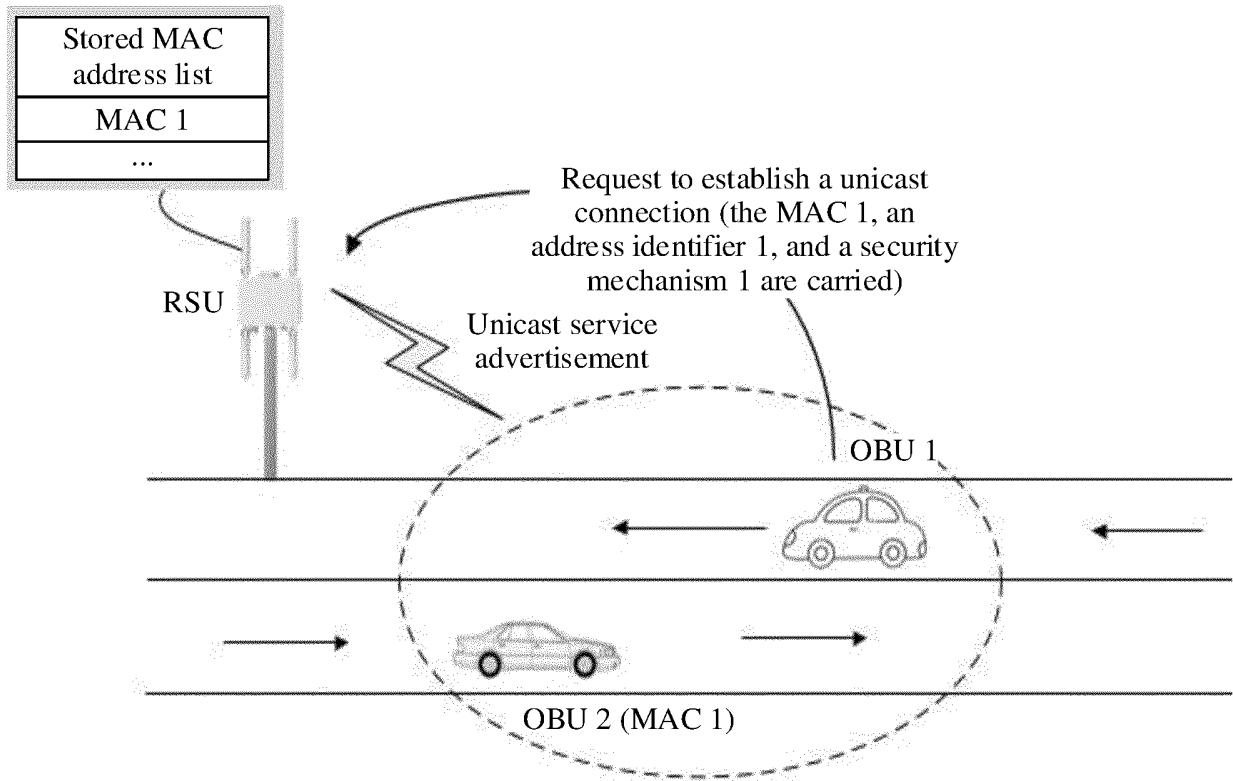 Stored MAC
address list
MAC 1
...
Request to establish a unicast
connection (the MAC 1, an
address identifier 1, and a security
mechanism 1 are carried)
RSU
Unicast service
advertisement
OBU 1
OBU 2 (MAC 1)